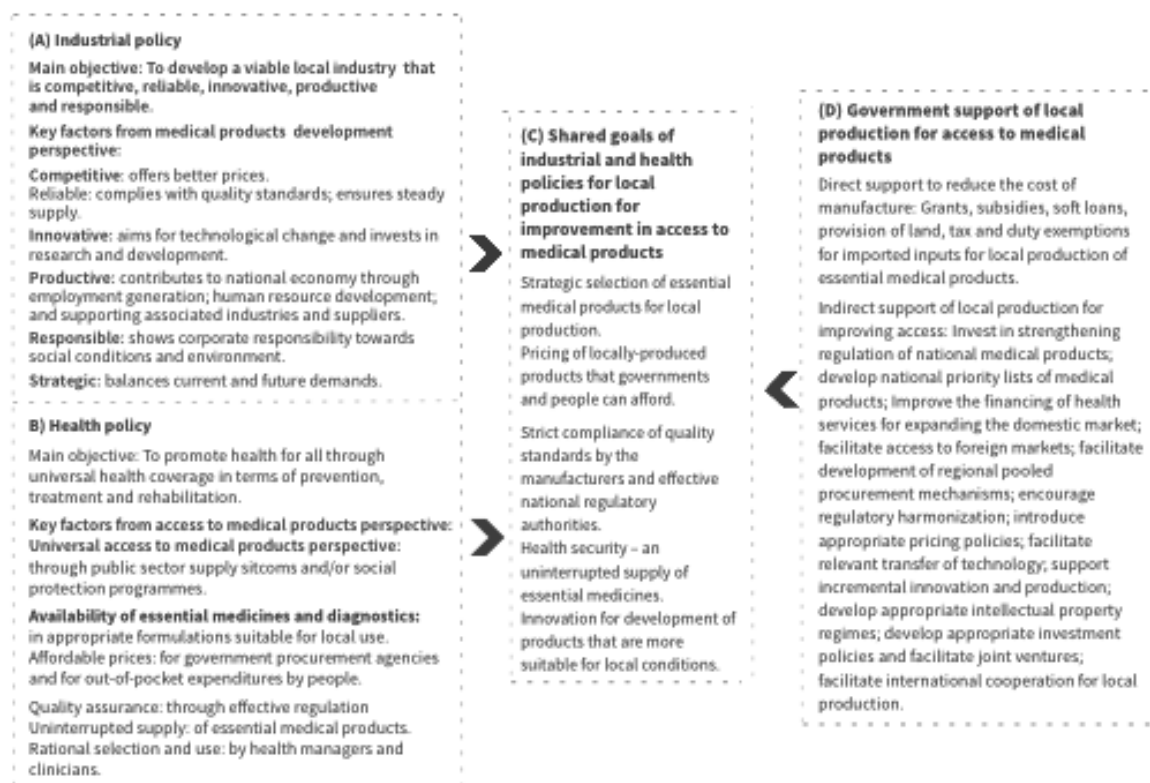 (A) Industrial policy
Main objective: To develop a viable local industry that
is competitive, reliable, innovative, productive
and responsible.
Key factors from medical products development
perspective:
Competitive: offers better prices.
Reliable: complies with quality standards; ensures steady
supply.
Innovative: aims for technological change and invests in
research and development.
Productive: contributes to national economy through
employment generation; human resource development;
and supporting associated industries and suppliers.
Responsible: shows corporate responsibility towards
social conditions and environment.
Strategic: balances current and future demands.
B) Health policy
Main objective: To promote health for all through
universal health coverage in terms of prevention,
treatment and rehabilitation.
Key factors from access to medical products perspective:
Universal access to medical products perspective:
through public sector supply sitcoms and/or social
protection programmes.
Availability of essential medicines and diagnostics:
in appropriate formulations suitable for local use.
Affordable prices: for government procurement agencies
and for out-of-pocket expenditures by people.
Quality assurance: through effective regulation
Uninterrupted supply: of essential medical products.
Rational selection and use: by health managers and
clinicians.
(C) Shared goals of
industrial and health
policies for local
production for
improvement in access to
medical products
Strategic selection of essential
medical products for local
production.
Pricing of locally-produced
products that governments
and people can afford.
Strict compliance of quality
standards by the
manufacturers and effective
national regulatory
authorities.
Health security – an
uninterrupted supply of
essential medicines.
Innovation for development of
products that are more
suitable for local conditions.
(D) Government support of local
production for access to medical
products
Direct support to reduce the cost of
manufacture: Grants, subsidies, soft loans,
provision of land, tax and duty exemptions
for imported inputs for local production of
essential medical products.
Indirect support of local production for
improving access: Invest in strengthening
regulation of national medical products;
develop national priority lists of medical
products; Improve the financing of health
services for expanding the domestic market;
facilitate access to foreign markets; facilitate
development of regional pooled
procurement mechanisms; encourage
regulatory harmonization; introduce
appropriate pricing policies; facilitate
relevant transfer of technology; support
incremental innovation and production;
develop appropriate intellectual property
regimes; develop appropriate investment
policies and facilitate joint ventures;
facilitate international cooperation for local
production.